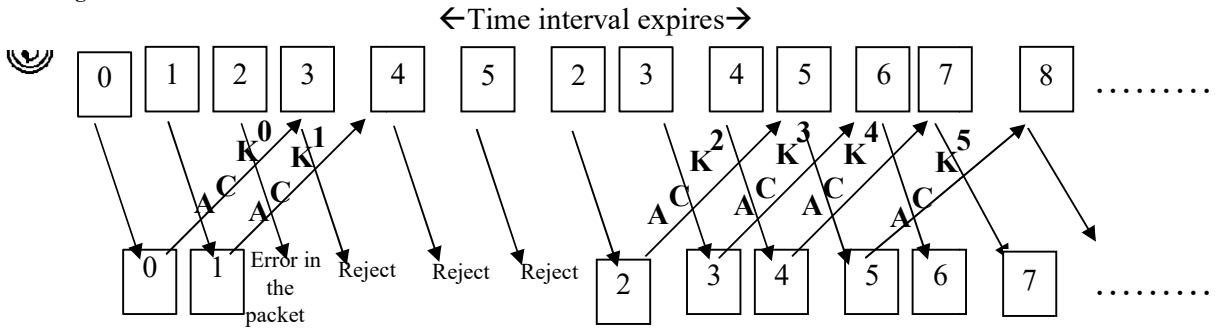 ←Time interval expires→
0 1 2 3 4 5 2 3 4 5 6 7 8 .........
ACK0 ACK1 ACK2 ACK3 ACK4 ACK5
0 1 Error in the packet Reject Reject Reject 2 3 4 5 6 7 .........